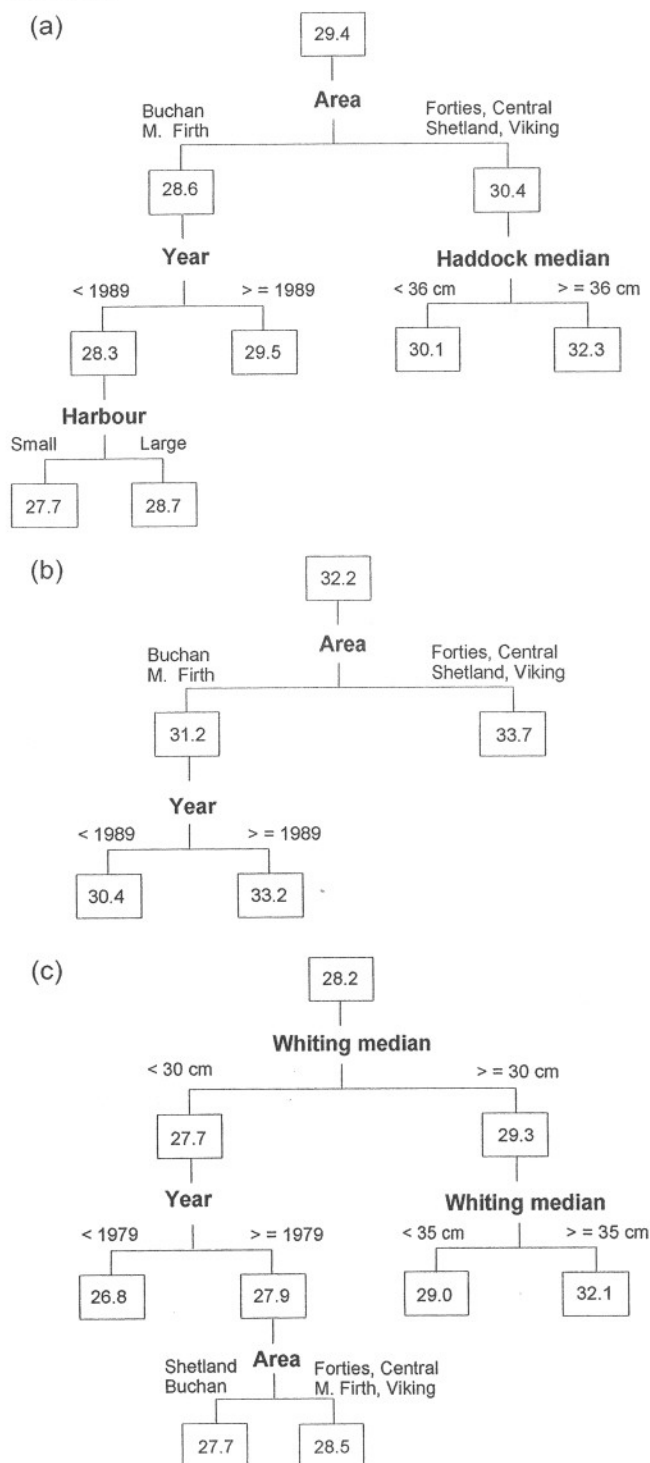 (a)
29.4
Area
Buchan
M. Firth
Forties, Central
Shetland, Viking
28.6
30.4
Year
Haddock median
< 1989
> = 1989
< 36 cm
> = 36 cm
28.3
29.5
30.1
32.3
Harbour
Small
Large
27.7
28.7
(b)
32.2
Area
Buchan
M. Firth
Forties, Central
Shetland, Viking
31.2
33.7
Year
< 1989
> = 1989
30.4
33.2
(c)
28.2
Whiting median
< 30 cm
> = 30 cm
27.7
29.3
Year
Whiting median
< 1979
> = 1979
< 35 cm
> = 35 cm
26.8
27.9
29.0
32.1
Area
Shetland
Buchan
Forties, Central
M. Firth, Viking
27.7
28.5